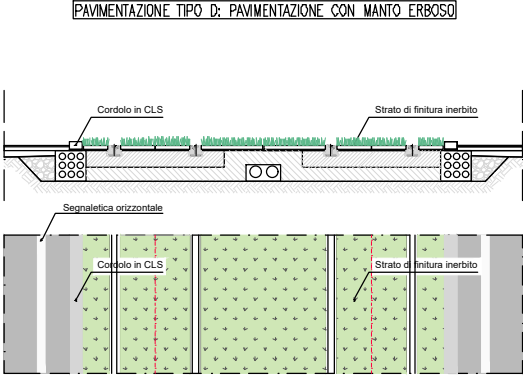 PAVIMENTAZIONE TIPO D: PAVIMENTAZIONE CON MANTO ERBOSO
Cordolo in CLS
Strato di finitura inerbito
Segnaletica orizzontale
Cordolo in CLS
Strato di finitura inerbito